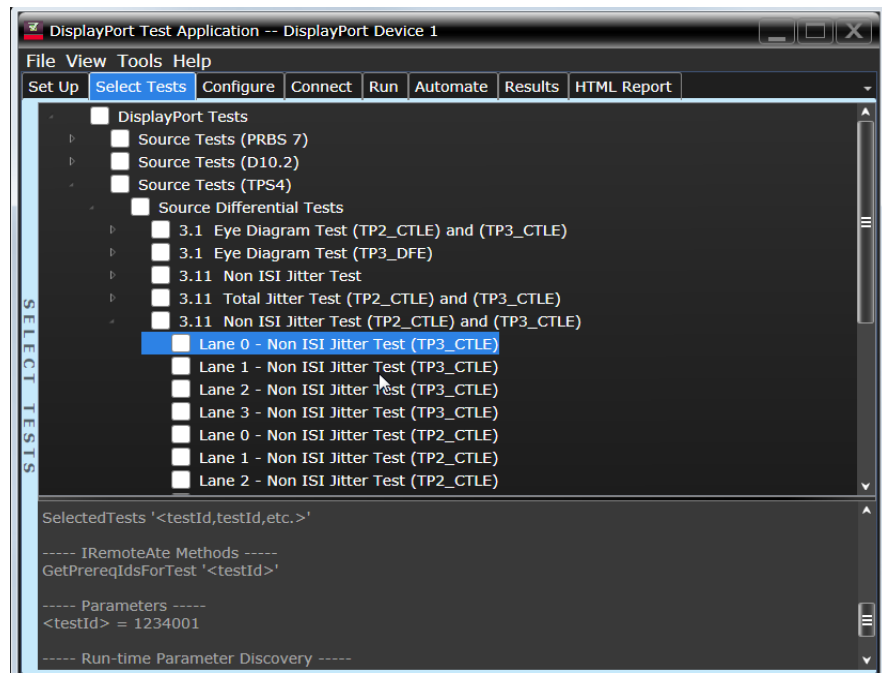 DisplayPort Test Application -- DisplayPort Device 1
File View Tools Help
Set Up Select Tests Configure Connect Run Automate Results HTML Report
DisplayPort Tests
Source Tests (PRBS 7)
Source Tests (D10.2)
Source Tests (TPS4)
Source Differential Tests
3.1 Eye Diagram Test (TP2_CTLE) and (TP3_CTLE)
3.1 Eye Diagram Test (TP3_DFE)
3.11 Non ISI Jitter Test
3.11 Total Jitter Test (TP2_CTLE) and (TP3_CTLE)
3.11 Non ISI Jitter Test (TP2_CTLE) and (TP3_CTLE)
Lane 0 - Non ISI Jitter Test (TP3_CTLE)
Lane 1 - Non ISI Jitter Test (TP3_CTLE)
Lane 2 - Non ISI Jitter Test (TP3_CTLE)
Lane 3 - Non ISI Jitter Test (TP3_CTLE)
Lane 0 - Non ISI Jitter Test (TP2_CTLE)
Lane 1 - Non ISI Jitter Test (TP2_CTLE)
Lane 2 - Non ISI Jitter Test (TP2_CTLE)
SELECT TESTS
SelectedTests '<testId,testId,etc.>'
----- IRemoteAte Methods -----
GetPrereqIdsForTest '<testId>'
----- Parameters -----
<testId> = 1234001
----- Run-time Parameter Discovery -----